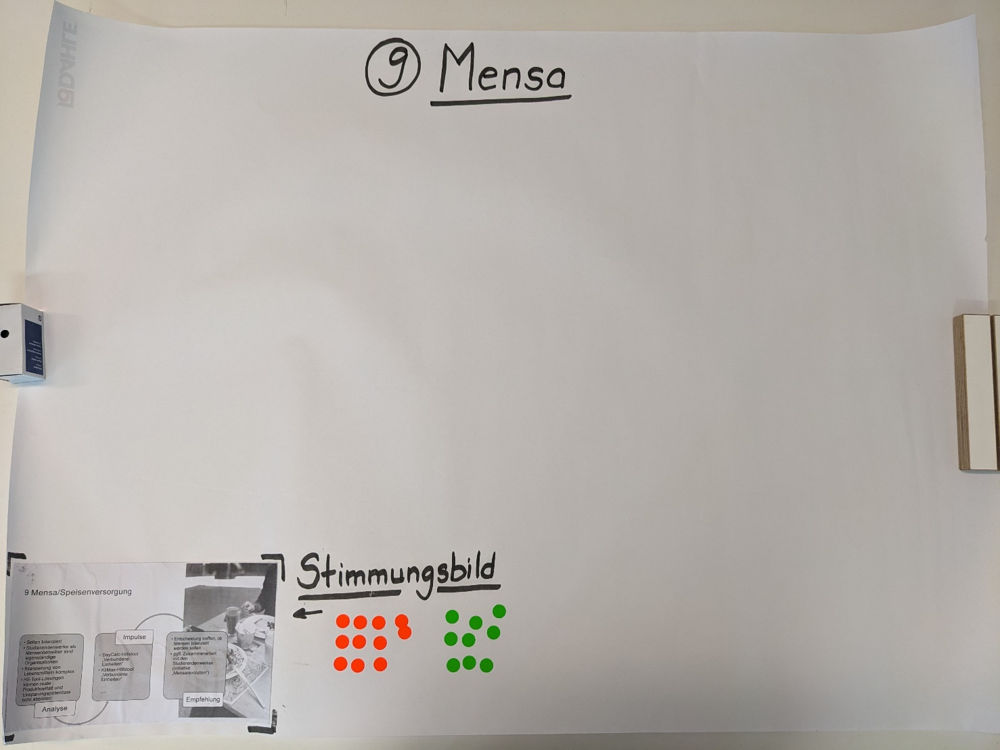 DAHLE
9 Mensa
Stimmungsbild
9 Mensa/Speisenversorgung
• Selten bilanziert
• Studierendenwerke als
Mensenbetreiber sind
eigenständige
Organisationen
• Bilanzierung von
Lebensmitteln komplex
• HS-Tool-Lösungen
können reale
Produktvielfalt und
Einsparungspotentiale
nicht abbilden
Analyse
Impulse
• BayCalc-Hilfstool
„Verbundene
Einheiten"
• KliMax-Hilfstool
„Verbundene
Einheiten"
• Entscheidung treffen, ob
Mensen bilanziert
werden sollen
• ggfl. Zusammenarbeit
mit den
Studierendenwerken
(Initiative
„Mensarevolution")
Empfehlung